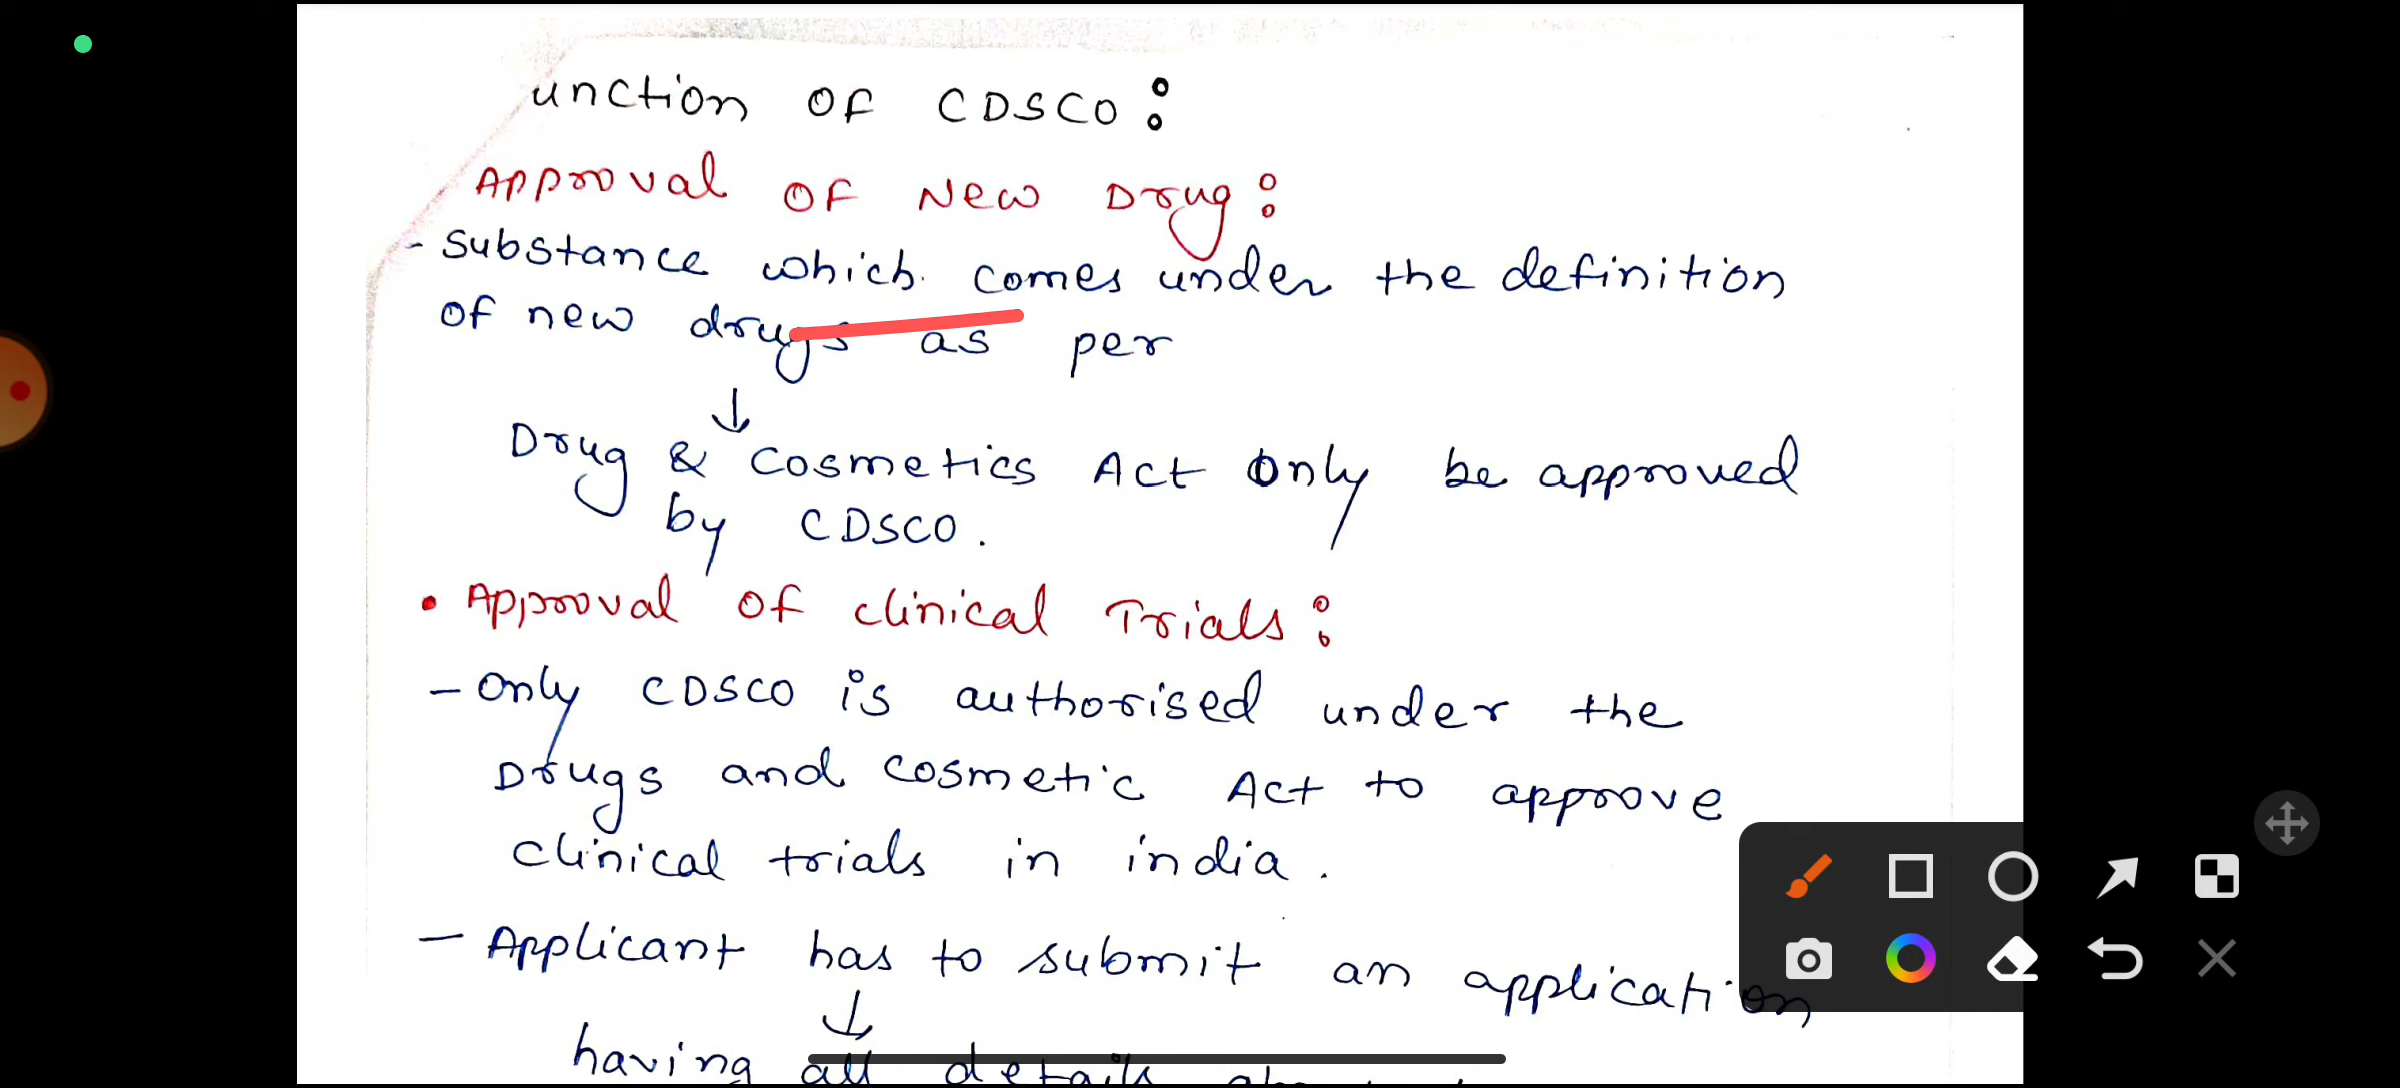 unction of CDSCO:
Approval of New Drug:
- Substance which comes under the definition
of new drugs as per
↓
Drug & Cosmetics Act only be approved
by CDSCO.
• Approval of clinical Trials:
- Only CDSCO is authorised under the
Drugs and cosmetic Act to approve
clinical trials in india.
- Applicant has to submit an application
↓
having all details